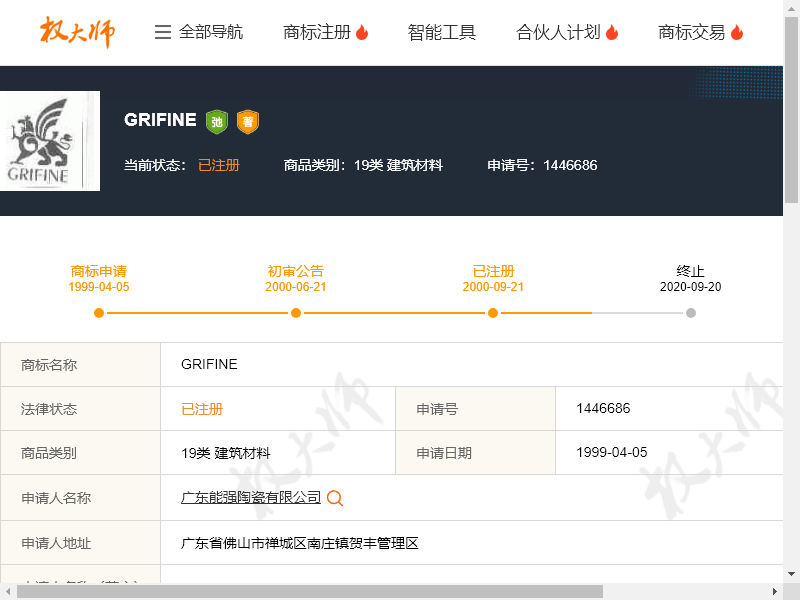 权大师 全部导航 商标注册 智能工具 合伙人计划 商标交易
GRIFINE 驰 著
GRIFINE
当前状态： 已注册 商品类别：19类 建筑材料 申请号：1446686
商标申请 初审公告 已注册 终止
1999-04-05 2000-06-21 2000-09-21 2020-09-20
商标名称 GRIFINE
法律状态 已注册 申请号 1446686
商品类别 19类 建筑材料 申请日期 1999-04-05
申请人名称 广东能强陶瓷有限公司
申请人地址 广东省佛山市禅城区南庄镇贺丰管理区
权大师 权大师